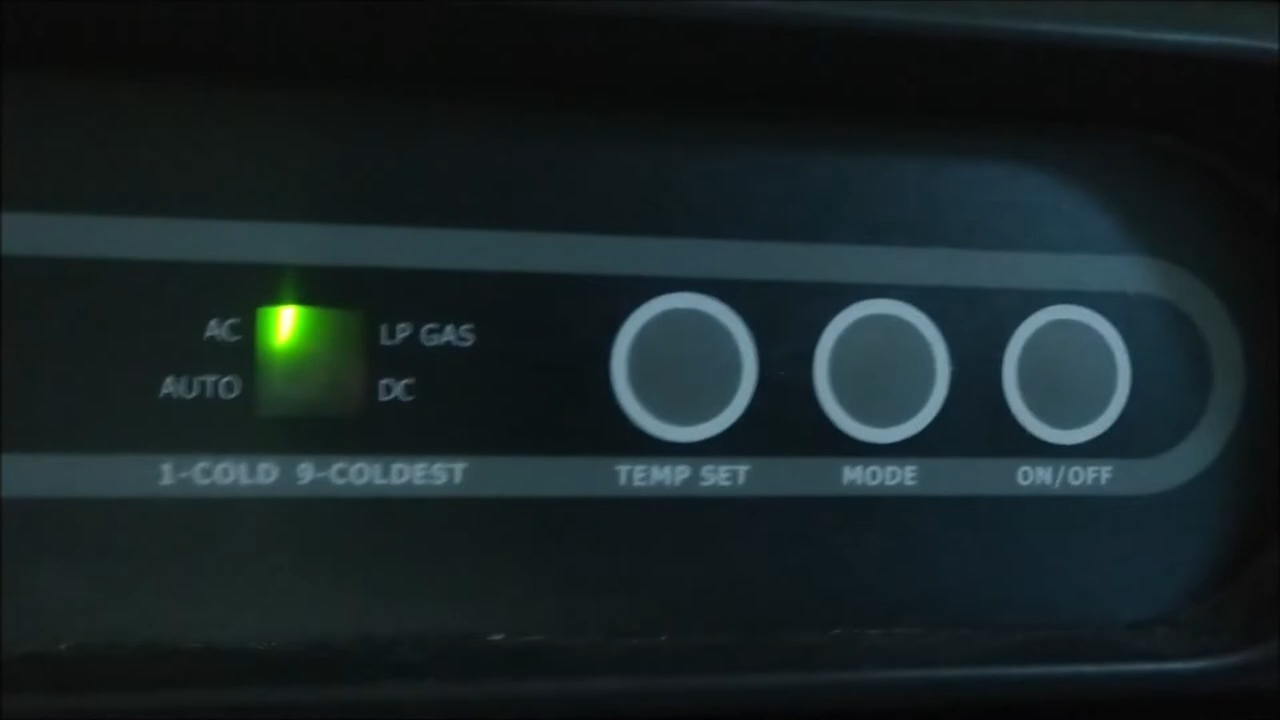 AC LP GAS
AUTO DC
1-COLD 9-COLDEST TEMP SET MODE ON/OFF